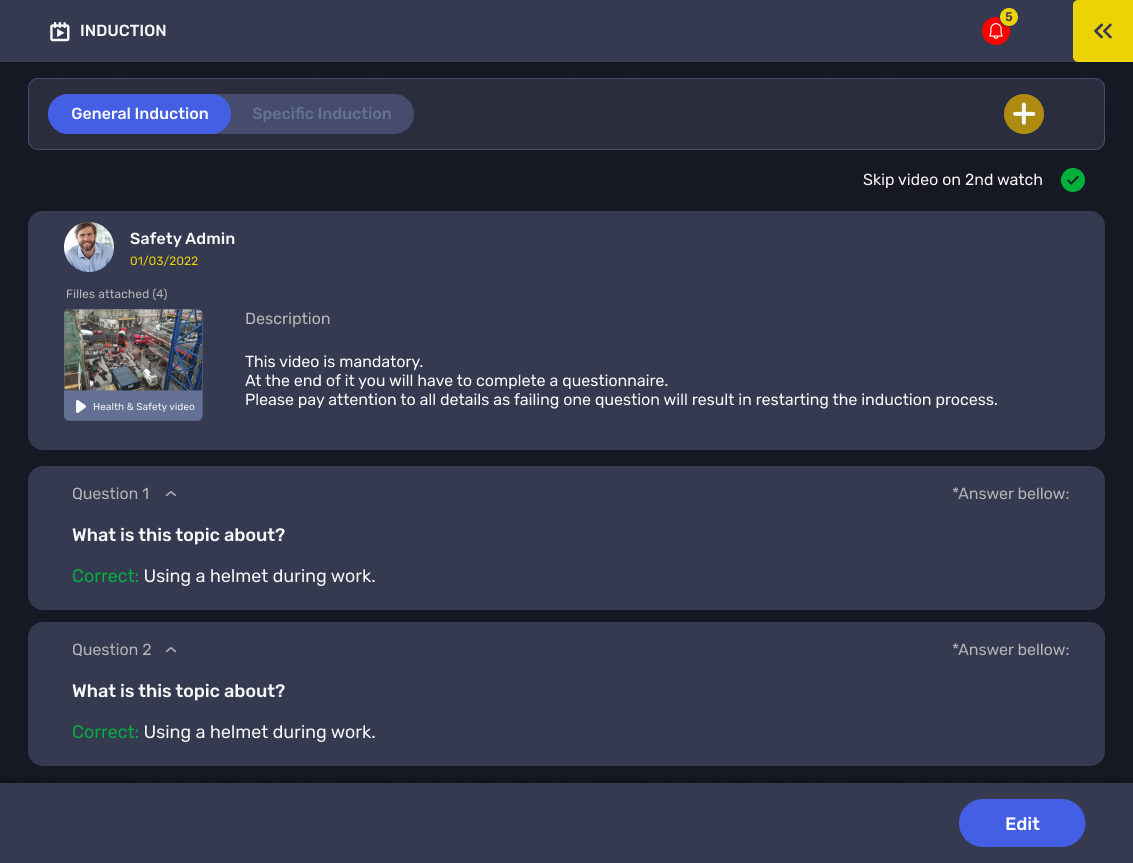 INDUCTION
5
General Induction
Specific Induction
Skip video on 2nd watch
Safety Admin
01/03/2022
Filles attached (4)
Description
Health & Safety video
This video is mandatory.
At the end of it you will have to complete a questionnaire.
Please pay attention to all details as failing one question will result in restarting the induction process.
Question 1
*Answer bellow:
What is this topic about?
Correct: Using a helmet during work.
Question 2
*Answer bellow:
What is this topic about?
Correct: Using a helmet during work.
Edit